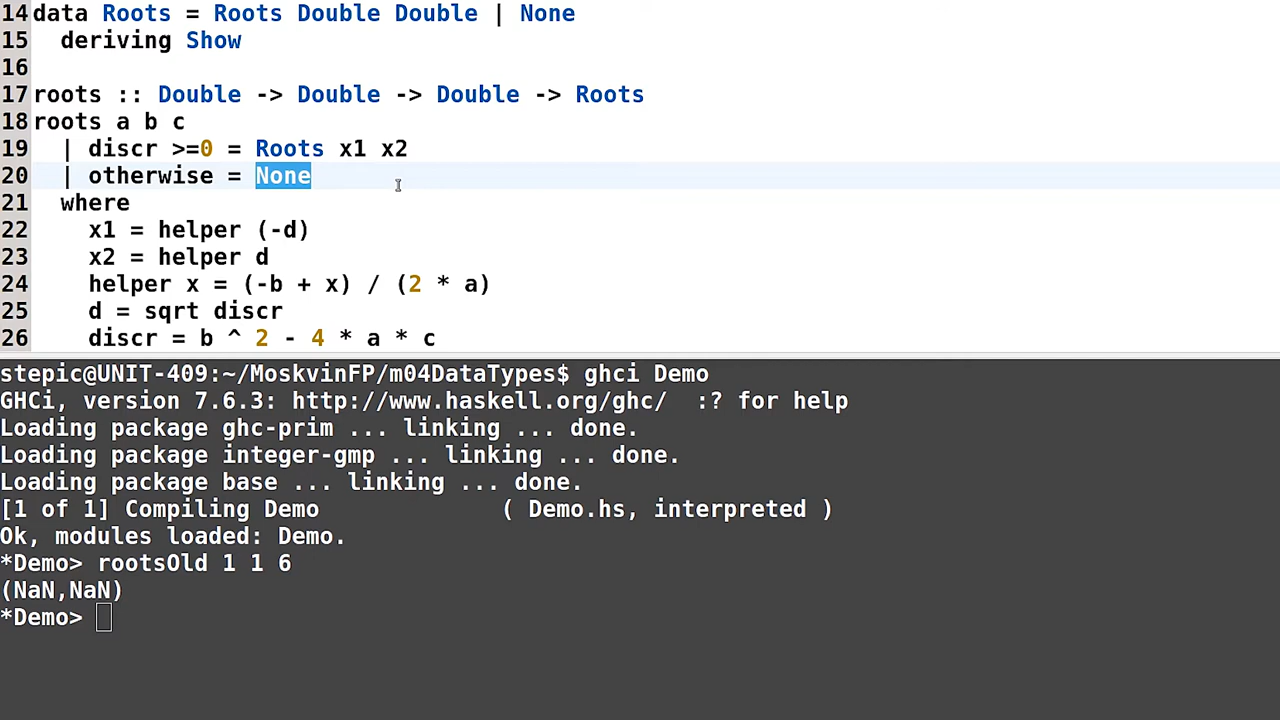 14 data Roots = Roots Double Double | None
15   deriving Show
16
17 roots :: Double -> Double -> Double -> Roots
18 roots a b c
19   | discr >=0 = Roots x1 x2
20   | otherwise = None
21   where
22     x1 = helper (-d)
23     x2 = helper d
24     helper x = (-b + x) / (2 * a)
25     d = sqrt discr
26     discr = b ^ 2 - 4 * a * c
stepic@UNIT-409:~/MoskvinFP/m04DataTypes$ ghci Demo
GHCi, version 7.6.3: http://www.haskell.org/ghc/  :? for help
Loading package ghc-prim ... linking ... done.
Loading package integer-gmp ... linking ... done.
Loading package base ... linking ... done.
[1 of 1] Compiling Demo             ( Demo.hs, interpreted )
Ok, modules loaded: Demo.
*Demo> rootsOld 1 1 6
(NaN,NaN)
*Demo>